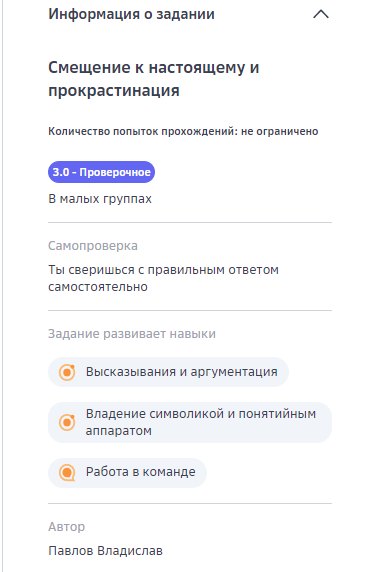 Информация о задании
Смещение к настоящему и
прокрастинация
Количество попыток прохождений: не ограничено
3.0 – Проверочное
В малых группах
Самопроверка
Ты сверишься с правильным ответом
самостоятельно
Задание развивает навыки
Высказывания и аргументация
Владение символикой и понятийным
аппаратом
Работа в команде
Автор
Павлов Владислав